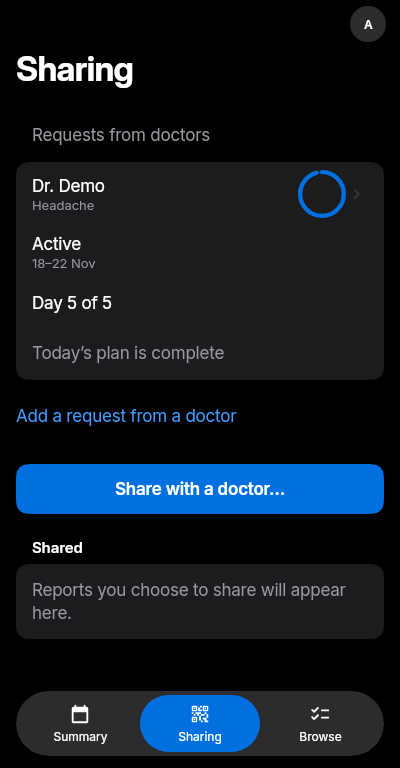 A
Sharing
Requests from doctors
Dr. Demo
Headache
Active
18–22 Nov
Day 5 of 5
Today’s plan is complete
Add a request from a doctor
Share with a doctor...
Shared
Reports you choose to share will appear
here.
Summary
Sharing
Browse